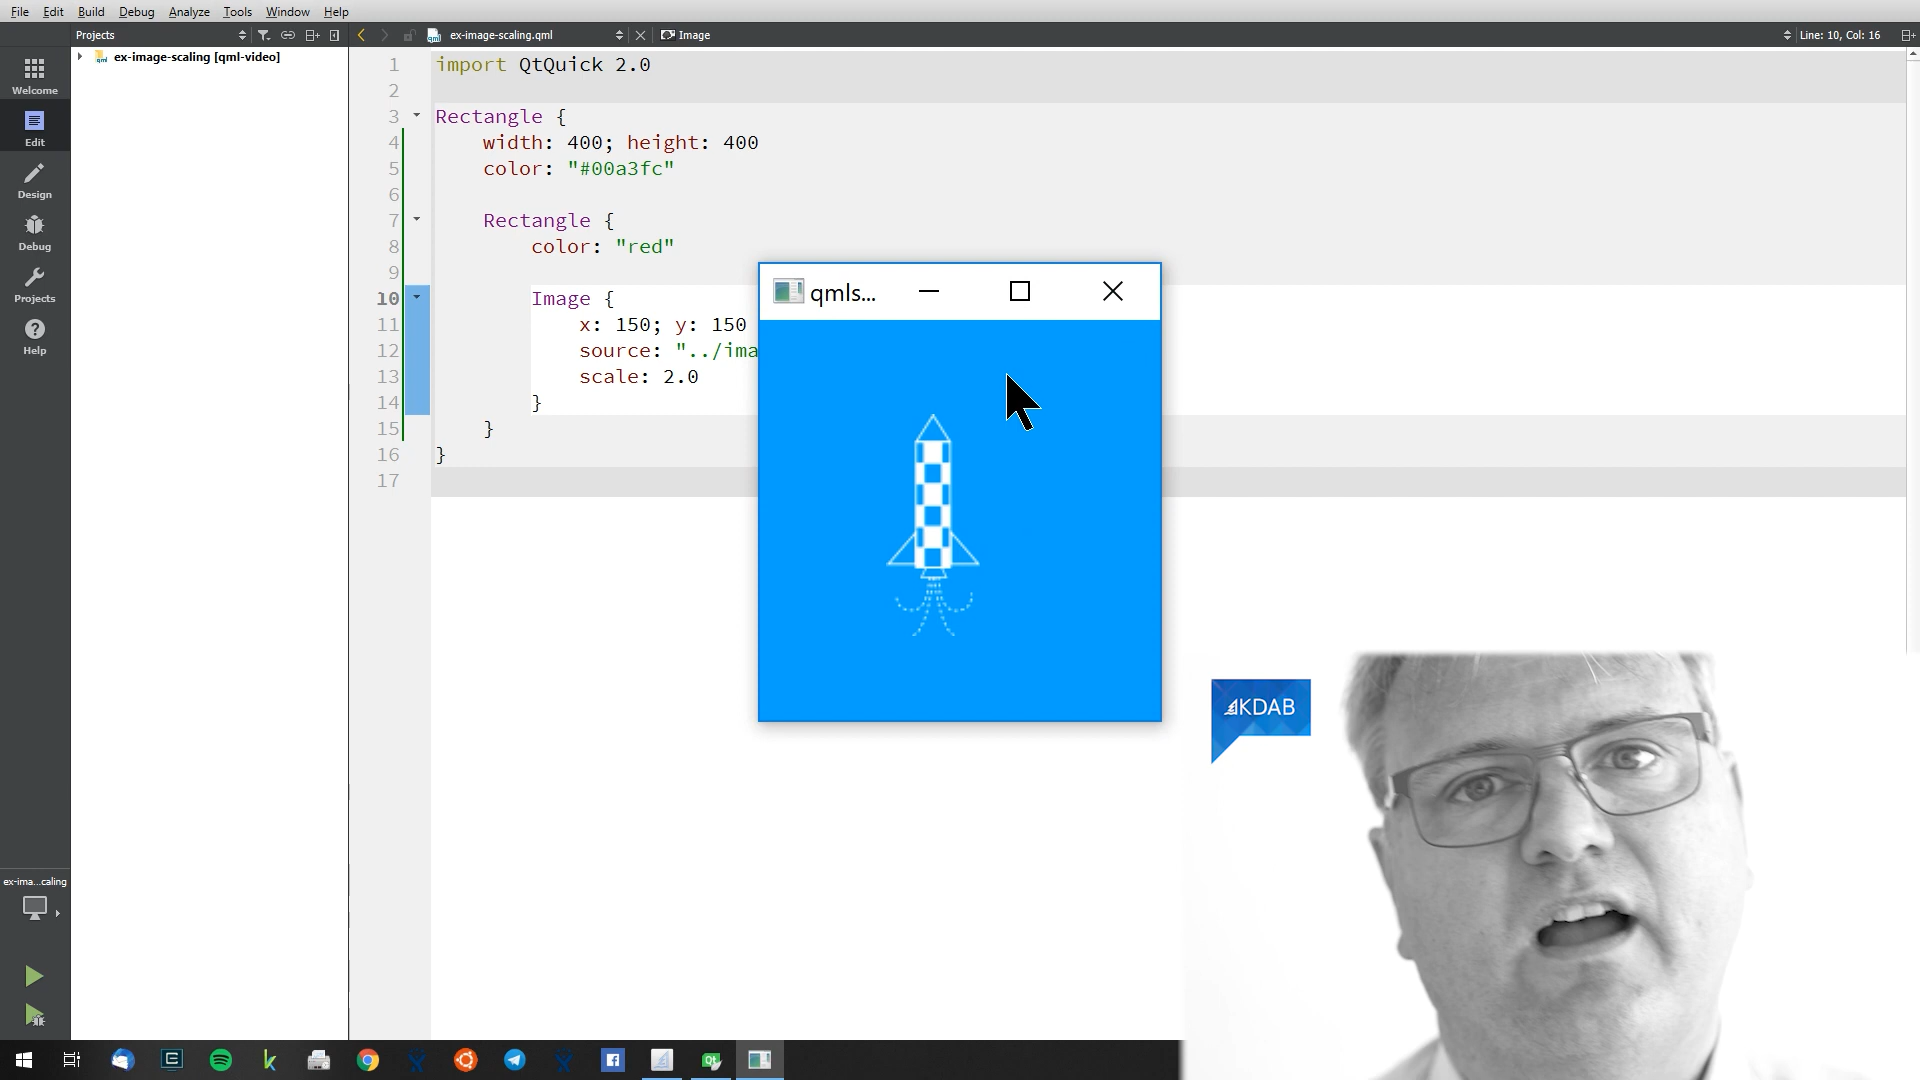 File Edit Build Debug Analyze Tools Window Help
Projects
ex-image-scaling.qml
Image
Line: 10, Col: 16
ex-image-scaling [qml-video]
Welcome
Edit
Design
Debug
Projects
Help
ex-ima...caling
1 import QtQuick 2.0
2
3 Rectangle {
4 width: 400; height: 400
5 color: "#00a3fc"
6
7 Rectangle {
8 color: "red"
9
10 Image {
11 x: 150; y: 150
12 source: "../ima
13 scale: 2.0
14 }
15 }
16 }
17
qmls...
KDAB